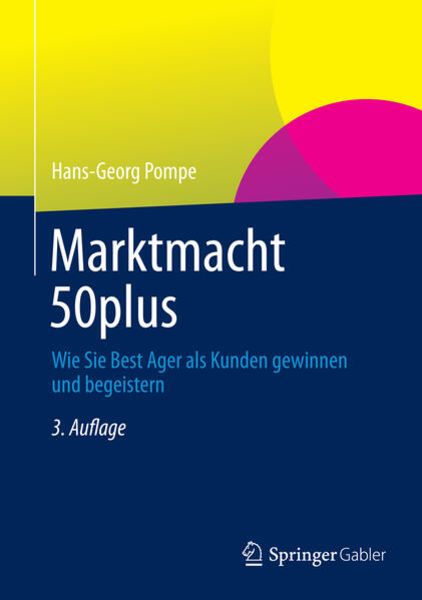 Hans-Georg Pompe
Marktmacht
50plus
Wie Sie Best Ager als Kunden gewinnen
und begeistern
3. Auflage
Springer Gabler